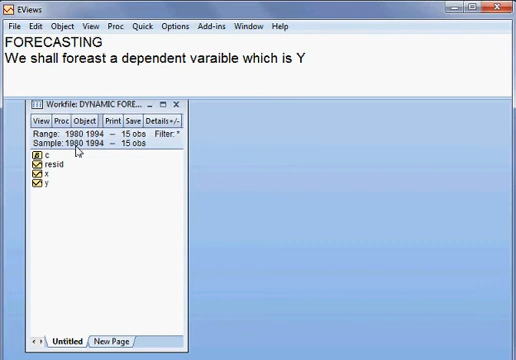 EViews
File Edit Object View Proc Quick Options Add-ins Window Help
FORECASTING
We shall foreast a dependent varaible which is Y
Workfile: DYNAMIC FORE...
View Proc Object Print Save Details+/-
Range: 1980 1994 -- 15 obs Filter: *
Sample: 1980 1994 -- 15 obs
c
resid
x
y
Untitled New Page